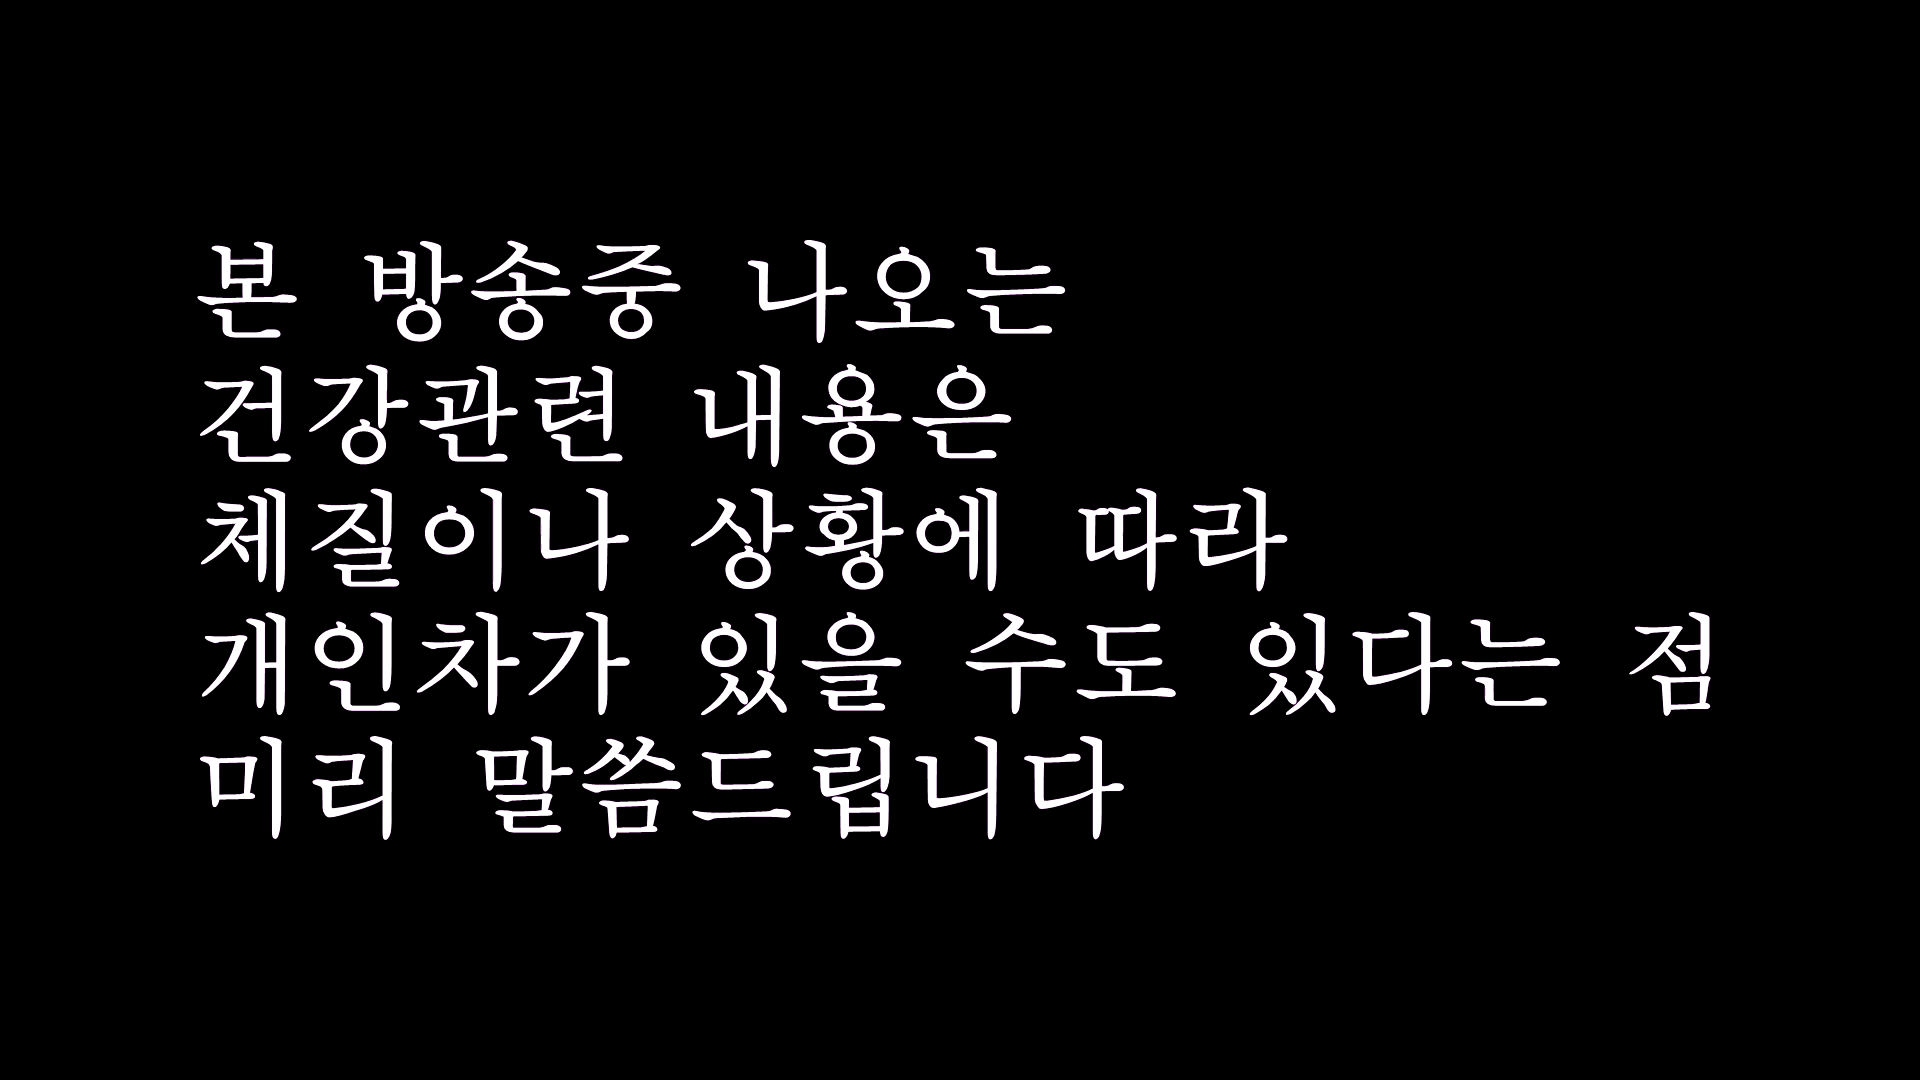 본 방송중 나오는
건강관련 내용은
체질이나 상황에 따라
개인차가 있을 수도 있다는 점
미리 말씀드립니다